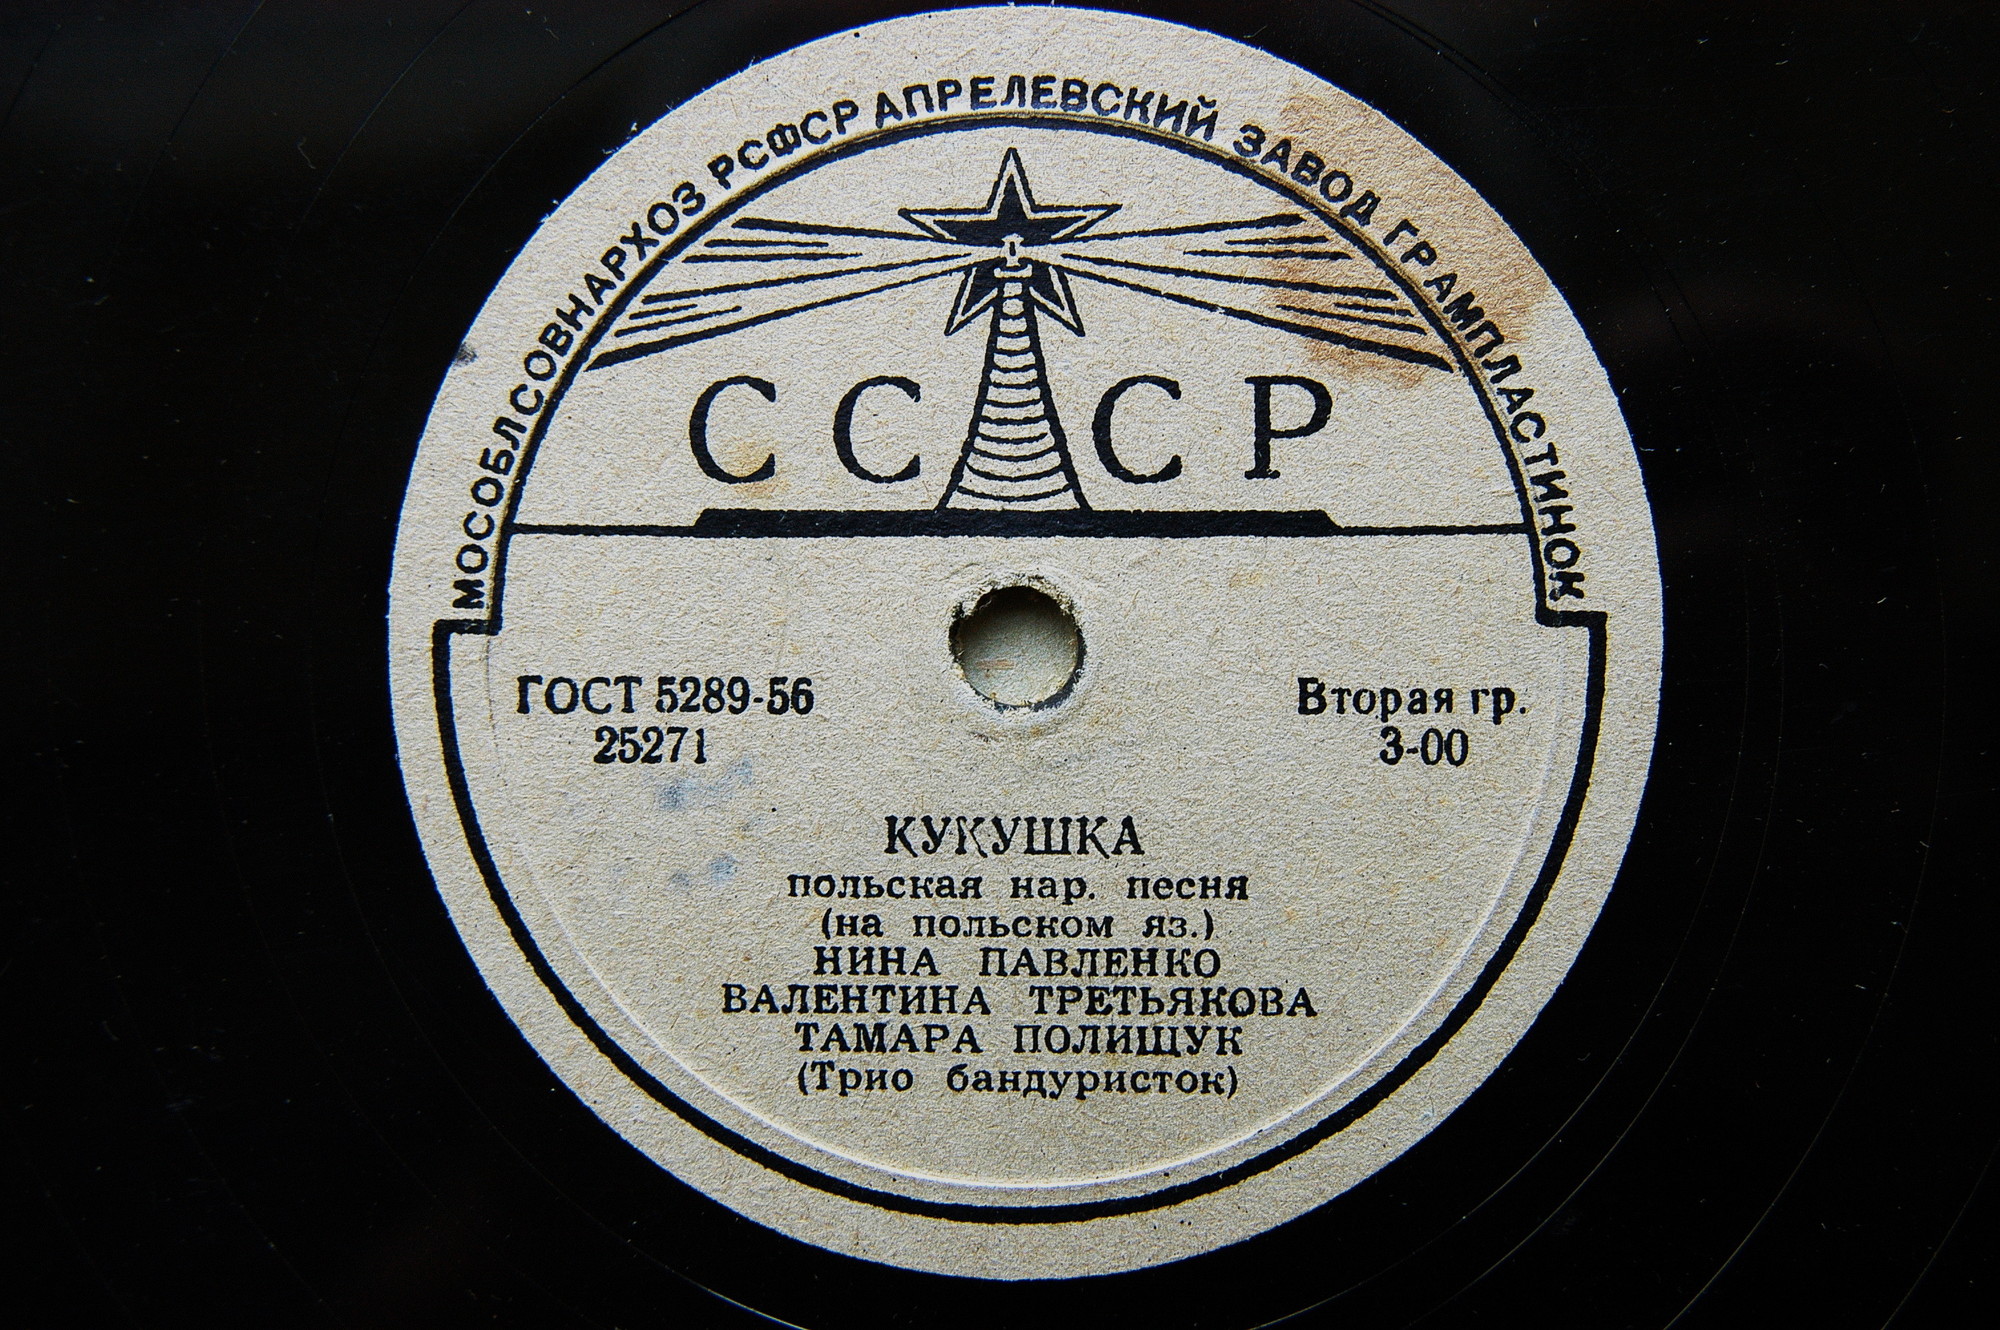 МОСОБЛСОВНАРХОЗ РСФСР АПРЕЛЕВСКИЙ ЗАВОД ГРАМПЛАСТИНОК
СССР
ГОСТ 5289-56
25271
Вторая гр.
3-00
КУКУШКА
польская нар. песня
(на польском яз.)
НИНА ПАВЛЕНКО
ВАЛЕНТИНА ТРЕТЬЯКОВА
ТАМАРА ПОЛИЩУК
(Трио бандуристок)